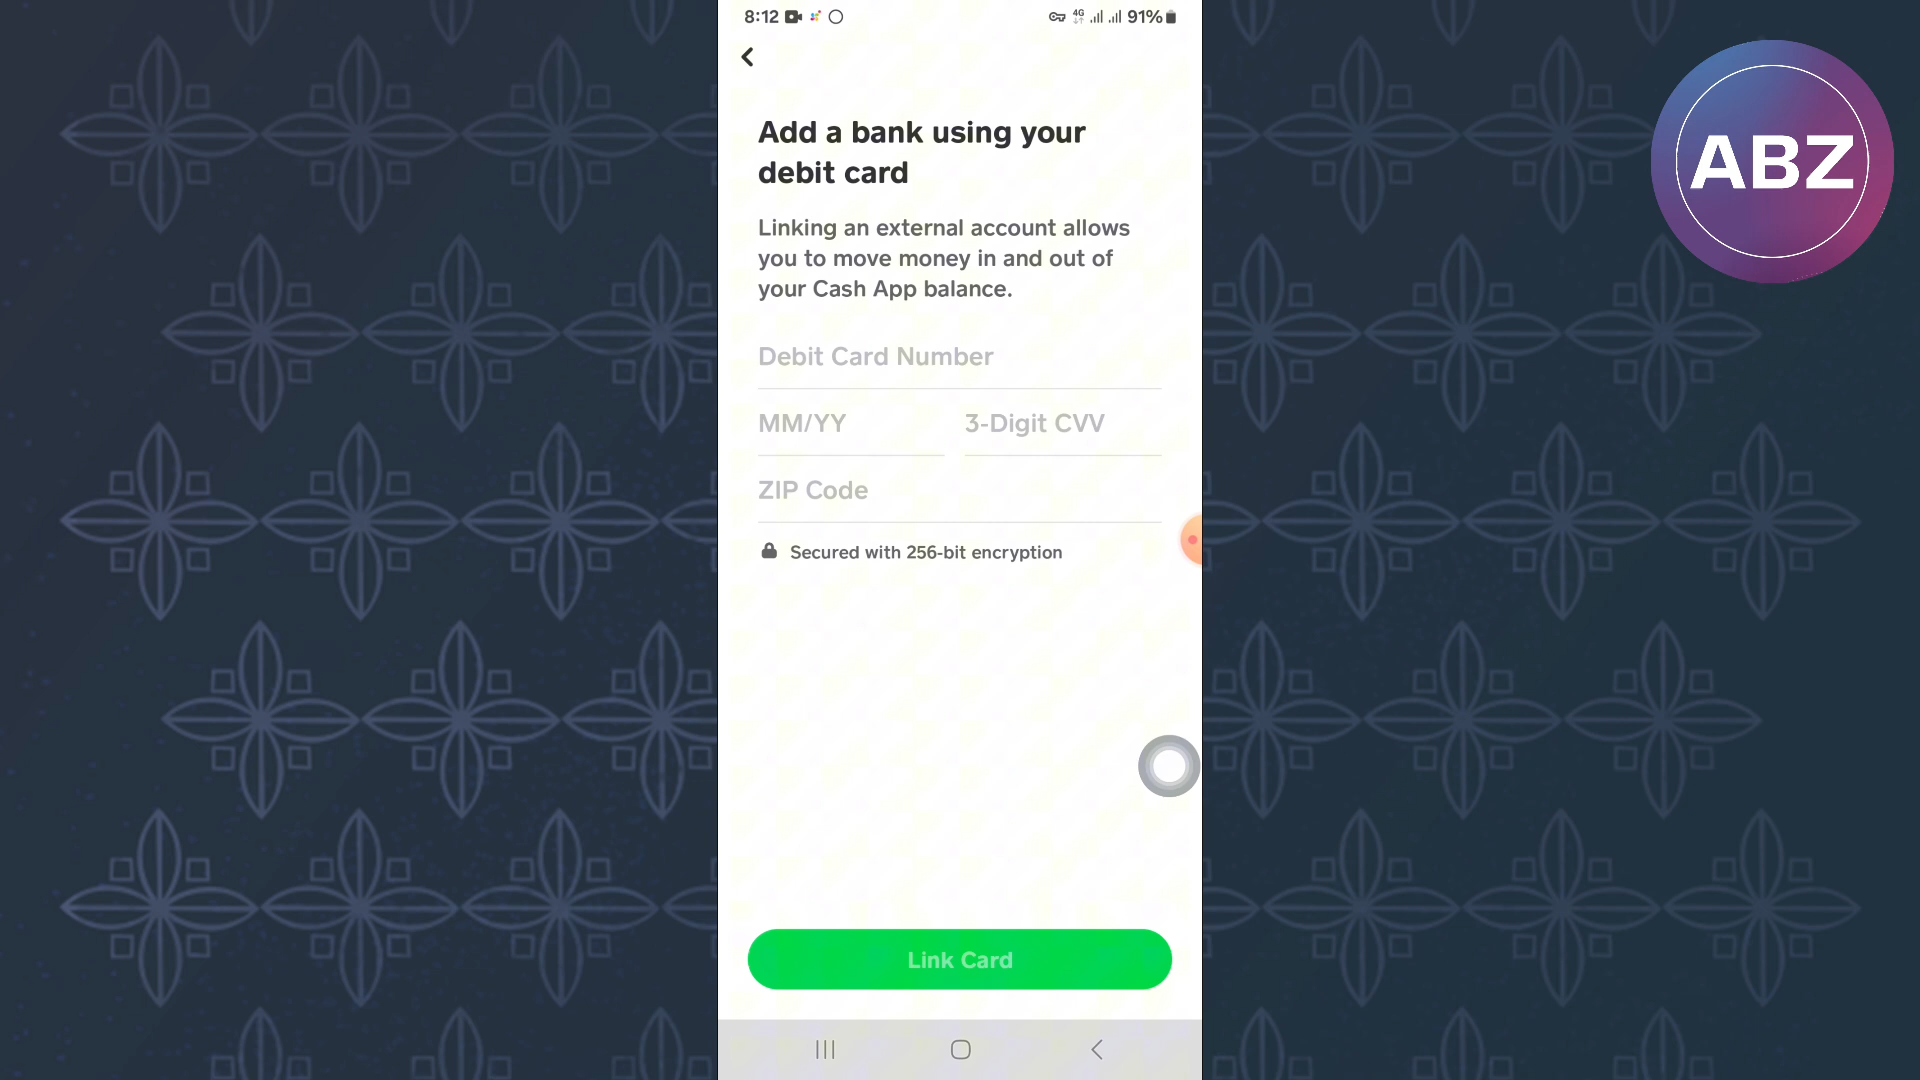 8:12
4G
91%
ABZ
Add a bank using your
debit card
Linking an external account allows
you to move money in and out of
your Cash App balance.
Debit Card Number
MM/YY
3-Digit CVV
ZIP Code
Secured with 256-bit encryption
Link Card